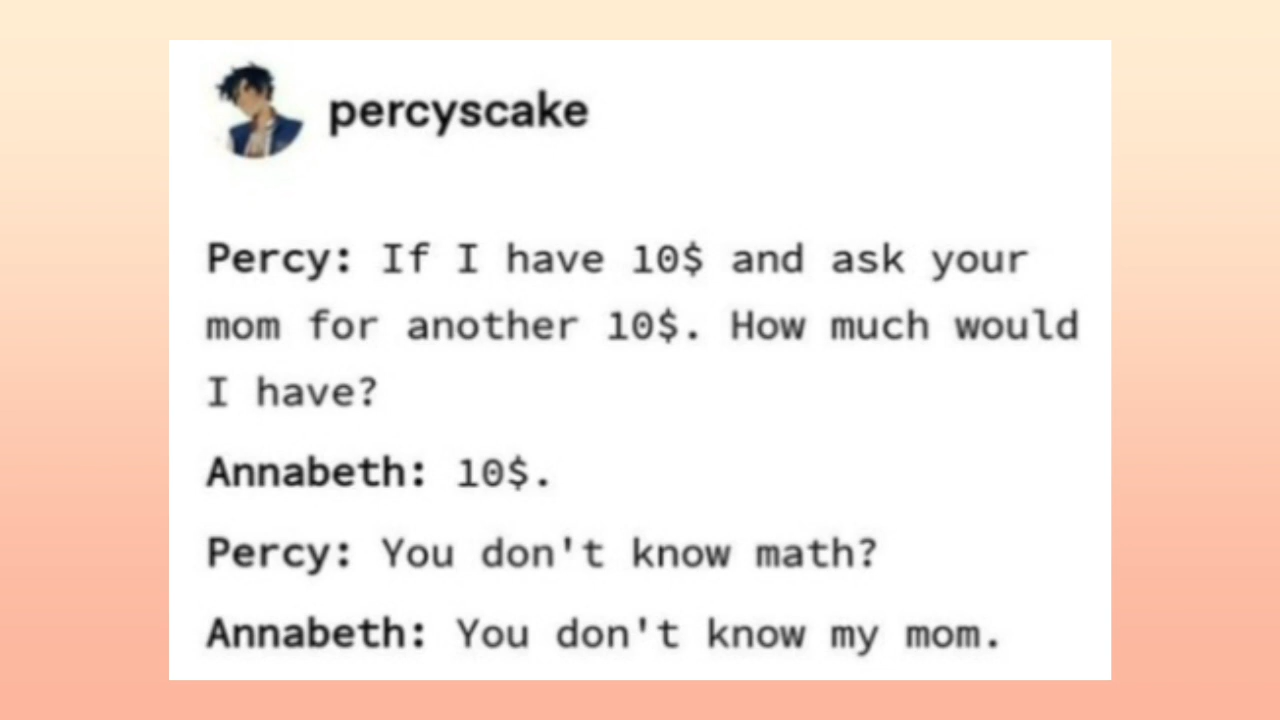 percyscake
Percy: If I have 10$ and ask your
mom for another 10$. How much would
I have?
Annabeth: 10$.
Percy: You don't know math?
Annabeth: You don't know my mom.